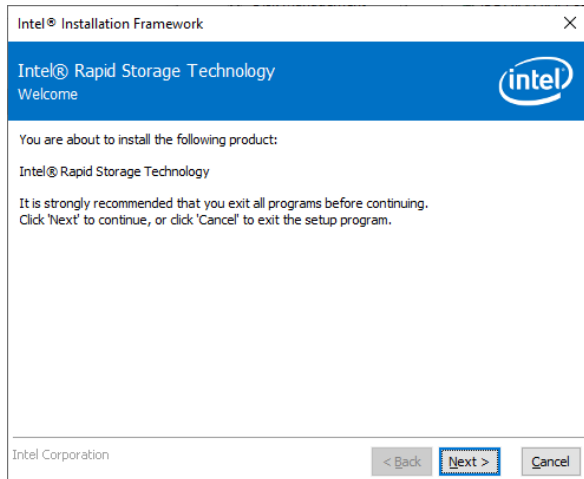 Intel® Installation Framework
Intel® Rapid Storage Technology
Welcome
intel
You are about to install the following product:
Intel® Rapid Storage Technology
It is strongly recommended that you exit all programs before continuing.
Click 'Next' to continue, or click 'Cancel' to exit the setup program.
Intel Corporation
< Back Next > Cancel